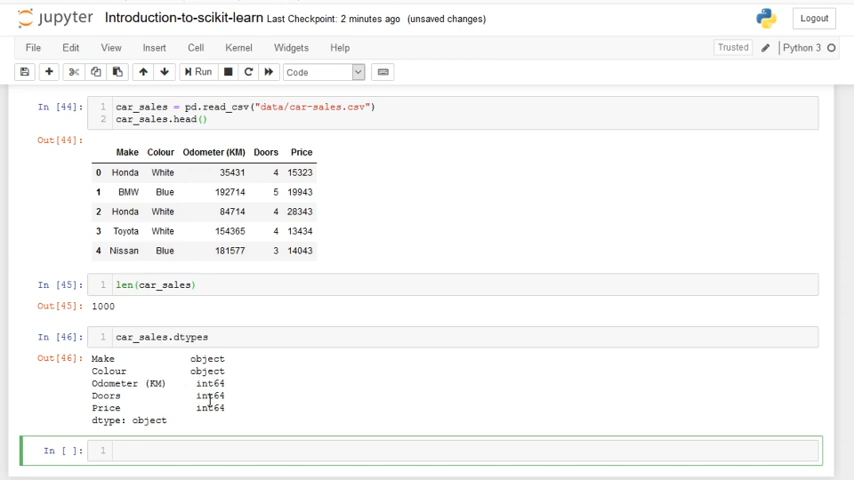 jupyter Introduction-to-scikit-learn Last Checkpoint: 2 minutes ago (unsaved changes) Logout
File Edit View Insert Cell Kernel Widgets Help Trusted Python 3
Run Code
In [44]: 1 car_sales = pd.read_csv("data/car-sales.csv")
2 car_sales.head()
Out[44]:
Make Colour Odometer (KM) Doors Price
0 Honda White 35431 4 15323
1 BMW Blue 192714 5 19943
2 Honda White 84714 4 28343
3 Toyota White 154365 4 13434
4 Nissan Blue 181577 3 14043
In [45]: 1 len(car_sales)
Out[45]: 1000
In [46]: 1 car_sales.dtypes
Out[46]: Make object
Colour object
Odometer (KM) int64
Doors int64
Price int64
dtype: object
In [ ]: 1